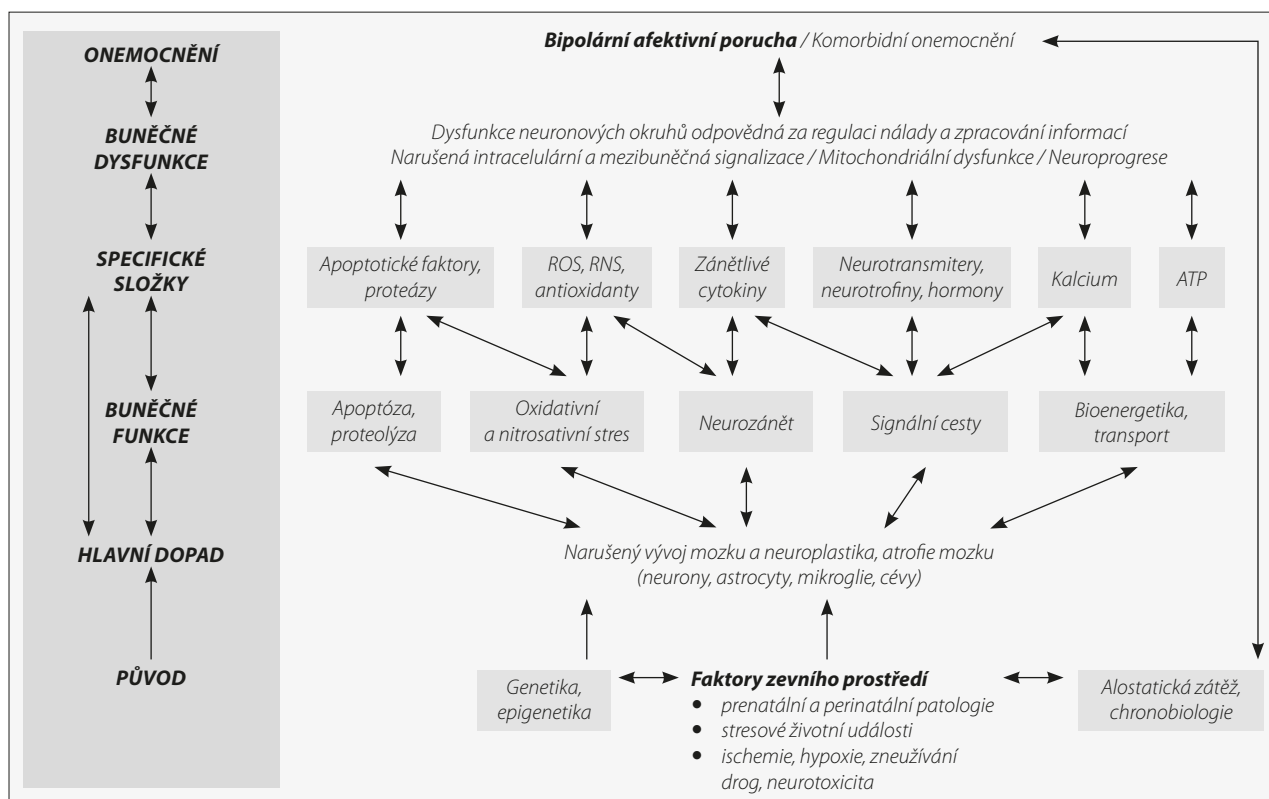 ONEMOCNĚNÍ
BUNĚČNÉ
DYSFUNKCE
SPECIFICKÉ
SLOŽKY
BUNĚČNÉ
FUNKCE
HLAVNÍ DOPAD
PŮVOD
Bipolární afektivní porucha / Komorbidní onemocnění
Dysfunkce neuronových okruhů odpovědná za regulaci nálady a zpracování informací
Narušená intracelulární a mezibuněčná signalizace / Mitochondriální dysfunkce / Neuroprogrese
Apoptotické faktory,
proteázy
ROS, RNS,
antioxidanty
Zánětlivé
cytokiny
Neurotransmitery,
neurotrofiny, hormony
Kalcium
ATP
Apoptóza,
proteolýza
Oxidativní
a nitrosativní stres
Neurozánět
Signální cesty
Bioenergetika,
transport
Narušený vývoj mozku a neuroplastika, atrofie mozku
(neurony, astrocyty, mikroglie, cévy)
Genetika,
epigenetika
Faktory zevního prostředí
• prenatální a perinatální patologie
• stresové životní události
• ischemie, hypoxie, zneužívání
drog, neurotoxicita
Alostatická zátěž,
chronobiologie